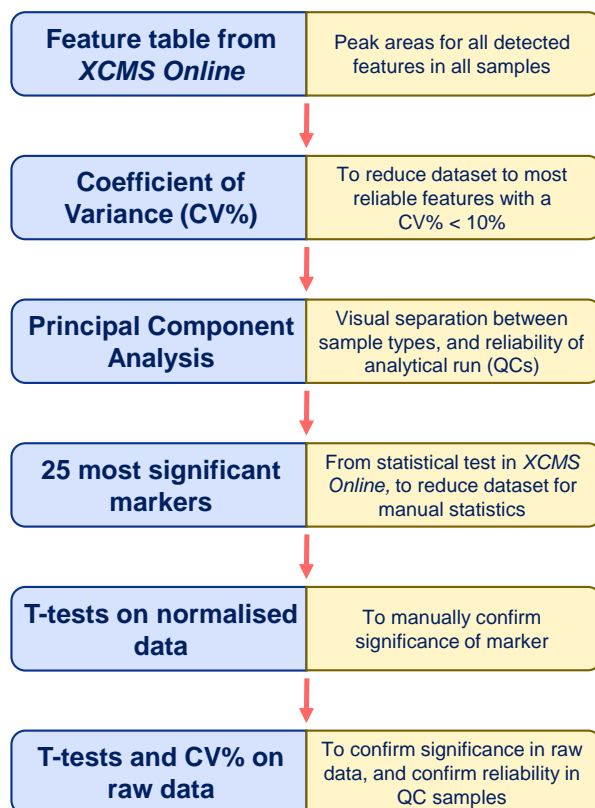 Feature table from
XCMS Online
Peak areas for all detected
features in all samples
Coefficient of
Variance (CV%)
To reduce dataset to most
reliable features with a
CV% < 10%
Principal Component
Analysis
Visual separation between
sample types, and reliability of
analytical run (QCs)
25 most significant
markers
From statistical test in XCMS
Online, to reduce dataset for
manual statistics
T-tests on normalised
data
To manually confirm
significance of marker
T-tests and CV% on
raw data
To confirm significance in raw
data, and confirm reliability in
QC samples